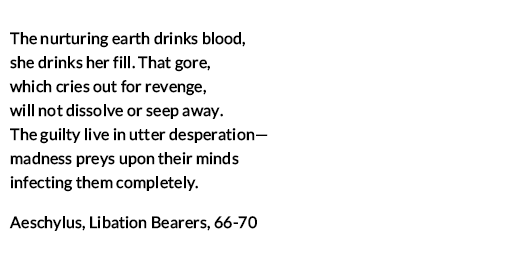 The nurturing earth drinks blood,
she drinks her fill. That gore,
which cries out for revenge,
will not dissolve or seep away.
The guilty live in utter desperation—
madness preys upon their minds
infecting them completely.
Aeschylus, Libation Bearers, 66-70